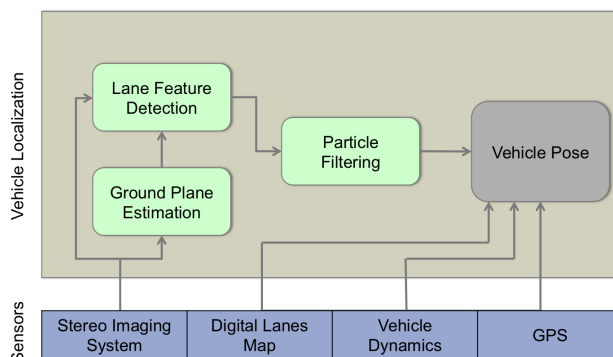 Vehicle Localization
Lane Feature
Detection
Particle
Filtering
Vehicle Pose
Ground Plane
Estimation
Sensors
Stereo Imaging
System
Digital Lanes
Map
Vehicle
Dynamics
GPS